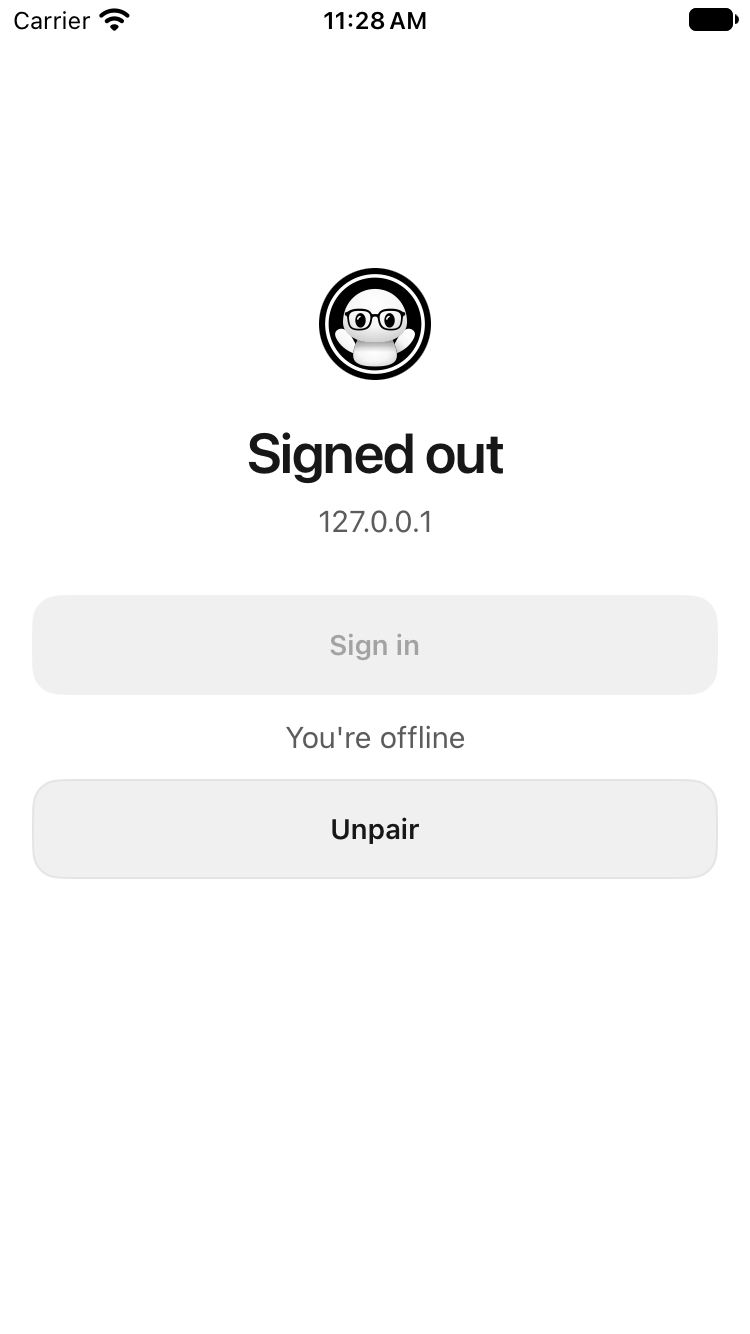 Carrier 11:28 AM
Signed out
127.0.0.1
Sign in
You're offline
Unpair